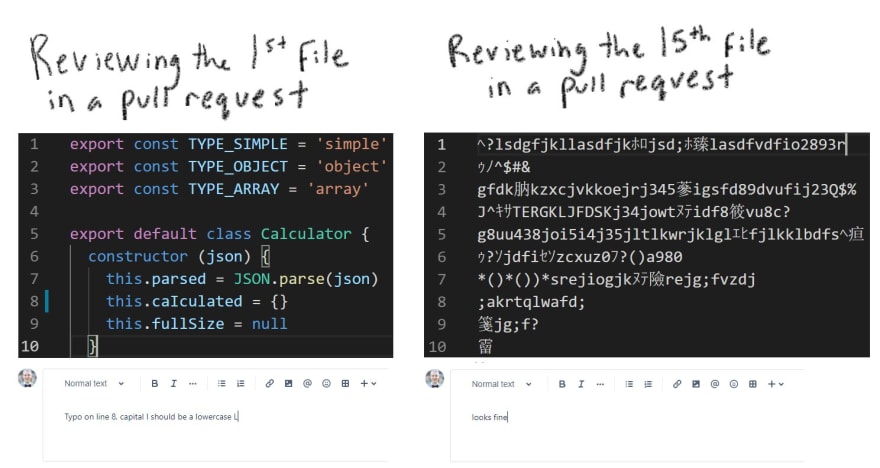 Reviewing the 1st file
in a pull request
1 export const TYPE_SIMPLE = 'simple'
2 export const TYPE_OBJECT = 'object'
3 export const TYPE_ARRAY = 'array'
4
5 export default class Calculator {
6 constructor (json) {
7 this.parsed = JSON.parse(json)
8 this.caIculated = {}
9 this.fullSize = null
10 }
Normal text B I ...
Typo on line 8, capital I should be a lowercase L
Reviewing the 15th file
in a pull request
1 ﾍ?lsdgfjkllasdfjkﾎﾛjsd;ﾎ臻lasdfvdfio2893r
2 ｩﾉ^$#&
3 gfdk肭kzxcjvkkoejrj345蔘igsfd89dvufij23Q$%
4 J^ｷｻTERGKLJFDSKj34jowtﾇﾃidf8筱vu8c?
5 g8uu438joi5i4j35jltlkwrjklglｴﾋfjlkklbdfsﾍ疸
6 ｩ?ｿjdfiｾｿzcxuz0ﾌ?()a980
7 *()*())*srejiogjkﾇﾃ險rejg;fvzdj
8 ;akrtqlwafd;
9 箋jg;f?
10 霤
Normal text B I ...
looks fine